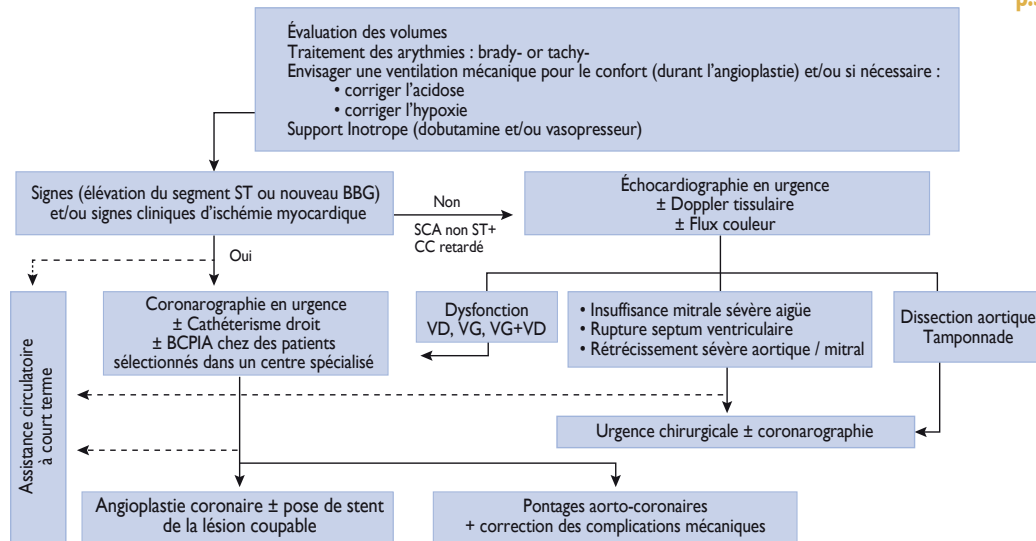 p.
Évaluation des volumes
Traitement des arythmies : brady- or tachy-
Envisager une ventilation mécanique pour le confort (durant l'angioplastie) et/ou si nécessaire :
• corriger l'acidose
• corriger l'hypoxie
Support Inotrope (dobutamine et/ou vasopresseur)
Signes (élévation du segment ST ou nouveau BBG)
et/ou signes cliniques d'ischémie myocardique
Non
SCA non ST+
CC retardé
Échocardiographie en urgence
± Doppler tissulaire
± Flux couleur
Oui
Assistance circulatoire
à court terme
Coronarographie en urgence
± Cathétérisme droit
± BCPIA chez des patients
sélectionnés dans un centre spécialisé
Dysfonction
VD, VG, VG+VD
• Insuffisance mitrale sévère aigüe
• Rupture septum ventriculaire
• Rétrécissement sévère aortique / mitral
Dissection aortique
Tamponnade
Urgence chirurgicale ± coronarographie
Angioplastie coronaire ± pose de stent
de la lésion coupable
Pontages aorto-coronaires
+ correction des complications mécaniques